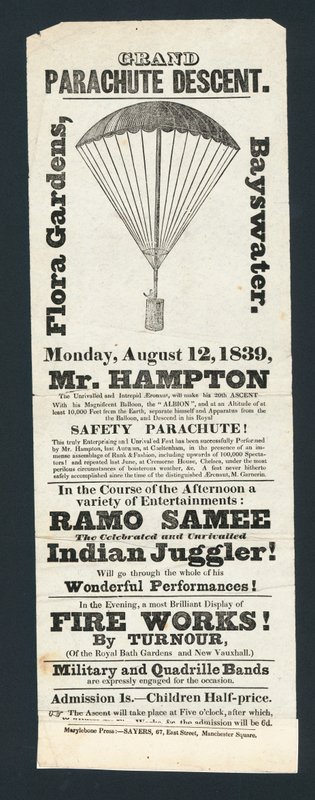 GRAND
PARACHUTE DESCENT.
Flora Gardens,
Bayswater.
Monday, August 12, 1839,
Mr. HAMPTON
The Unrivalled and Intrepid Æronaut, will make his 20th ASCENT
With his Magnificent Balloon, the "ALBION", and at an Altitude of at
least 10,000 Feet from the Earth, separate himself and Apparatus from the
the Balloon, and Descend in his Royal
SAFETY PARACHUTE!
This truly Enterprising and Unrivalled Feat has been successfully Performed
by Mr. Hampton, last Autumn, at Cheltenham, in the presence of an im-
mense assemblage of Rank & Fashion, including upwards of 100,000 Specta-
tors! and repeated last June, at Cremorne House, Chelsea, under the most
perilous circumstances of boisterous weather, &c. A feat never hitherto
safely accomplished since the time of the distinguished Æronaut, M. Garnerin.
In the Course of the Afternoon a
variety of Entertainments:
RAMO SAMEE
The Celebrated and Unrivalled
Indian Juggler!
Will go through the whole of his
Wonderful Performances!
In the Evening, a most Brilliant Display of
FIRE WORKS!
By TURNOUR,
(Of the Royal Bath Gardens and New Vauxhall.)
Military and Quadrille Bands
are expressly engaged for the occasion.
Admission 1s.—Children Half-price.
☞ The Ascent will take place at Five o'clock, after which,
Works, for the admission will be 6d.
Marylebone Press:—SAYERS, 67, East Street, Manchester Square.